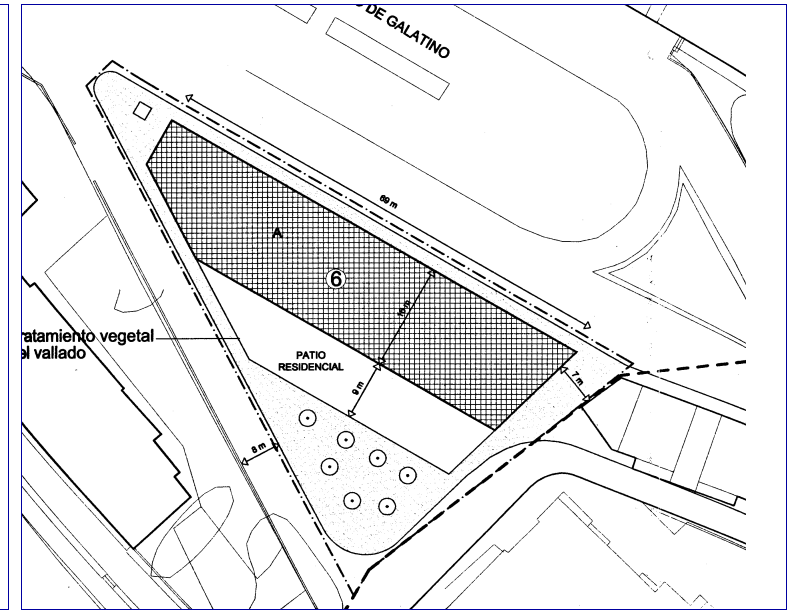 O DE GALATINO
69 m
A
6
16 m
ratamiento vegetal
el vallado
PATIO
RESIDENCIAL
9 m
7 m
8 m